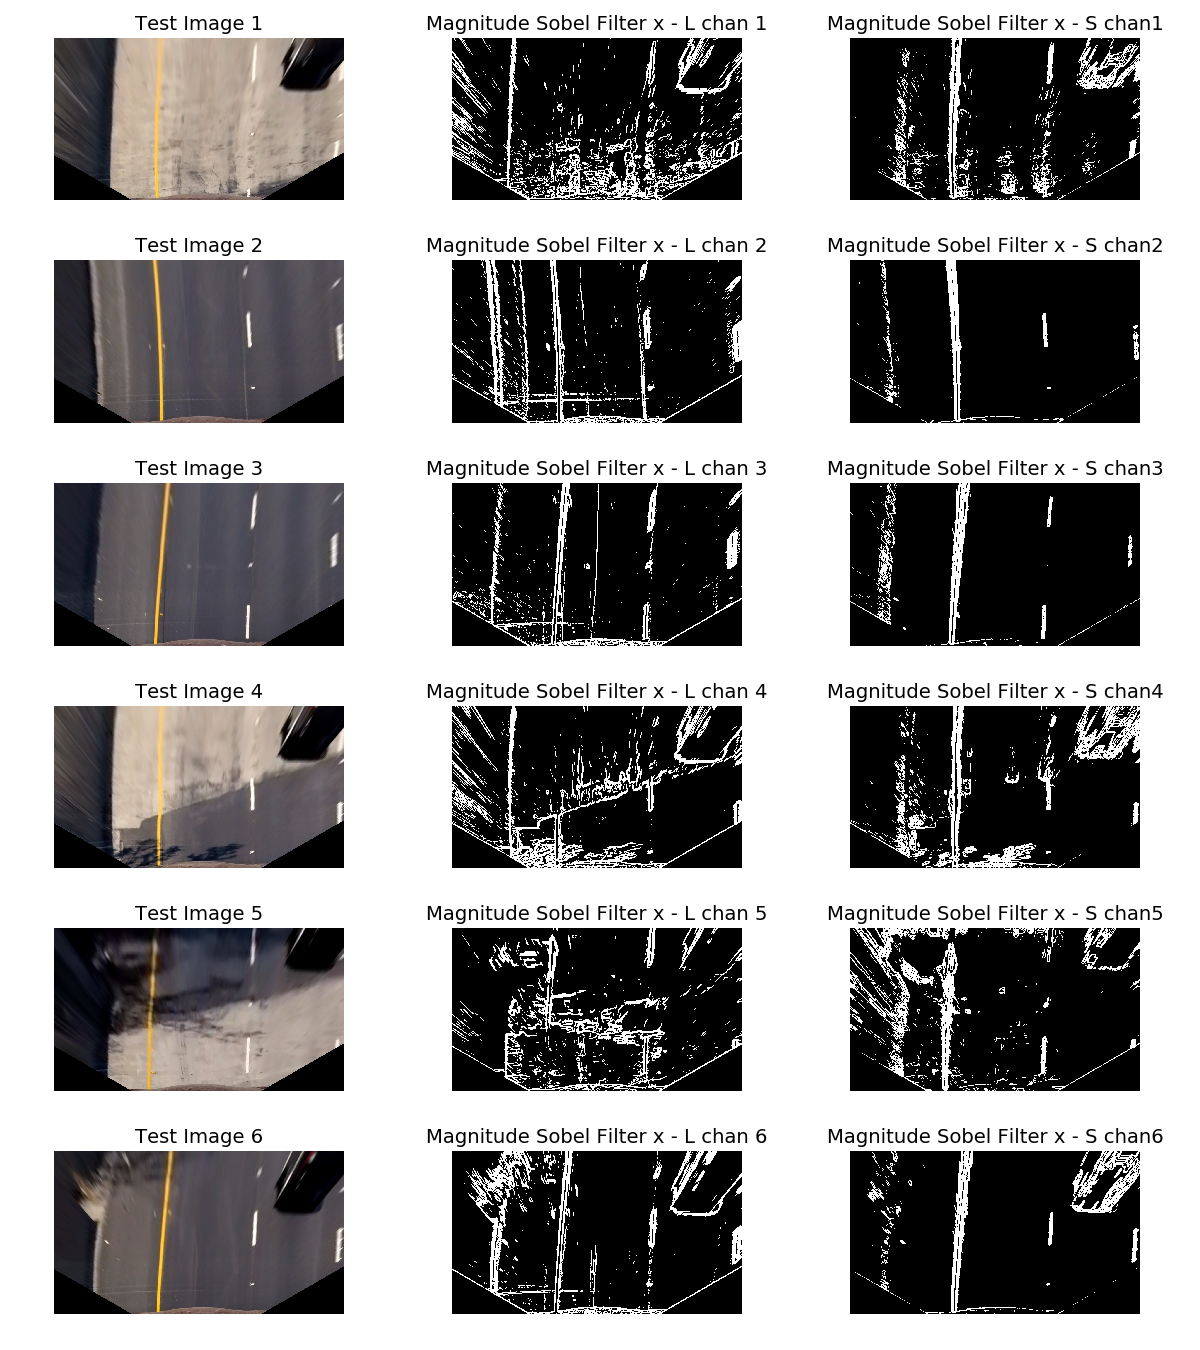 Test Image 1
Magnitude Sobel Filter x - L chan 1
Magnitude Sobel Filter x - S chan1
Test Image 2
Magnitude Sobel Filter x - L chan 2
Magnitude Sobel Filter x - S chan2
Test Image 3
Magnitude Sobel Filter x - L chan 3
Magnitude Sobel Filter x - S chan3
Test Image 4
Magnitude Sobel Filter x - L chan 4
Magnitude Sobel Filter x - S chan4
Test Image 5
Magnitude Sobel Filter x - L chan 5
Magnitude Sobel Filter x - S chan5
Test Image 6
Magnitude Sobel Filter x - L chan 6
Magnitude Sobel Filter x - S chan6